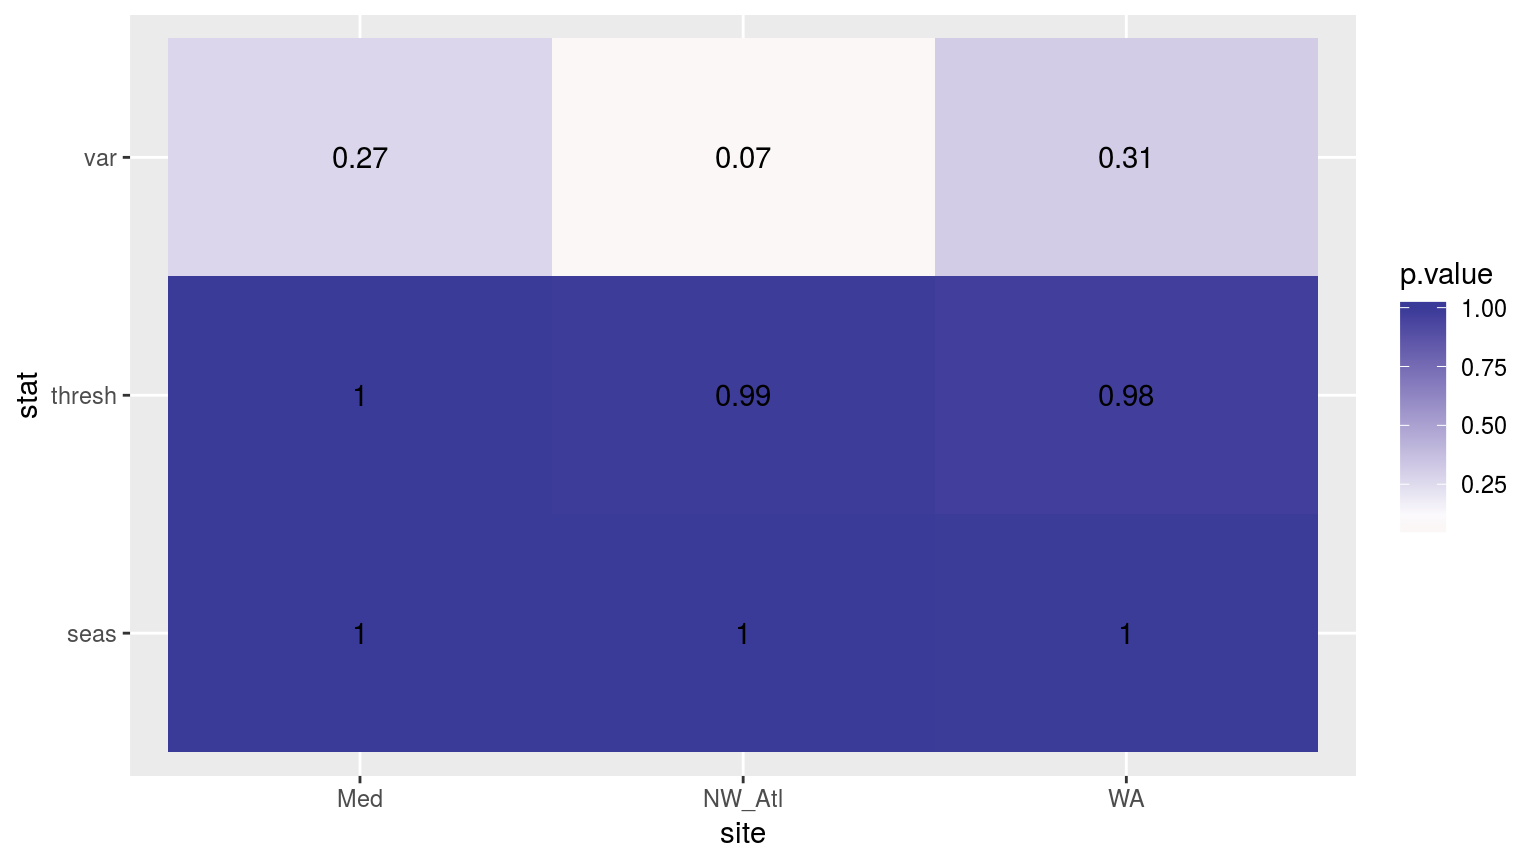 var
0.27
0.07
0.31
stat
thresh
1
0.99
0.98
seas
1
1
1
Med
NW_Atl
WA
site
p.value
1.00
0.75
0.50
0.25